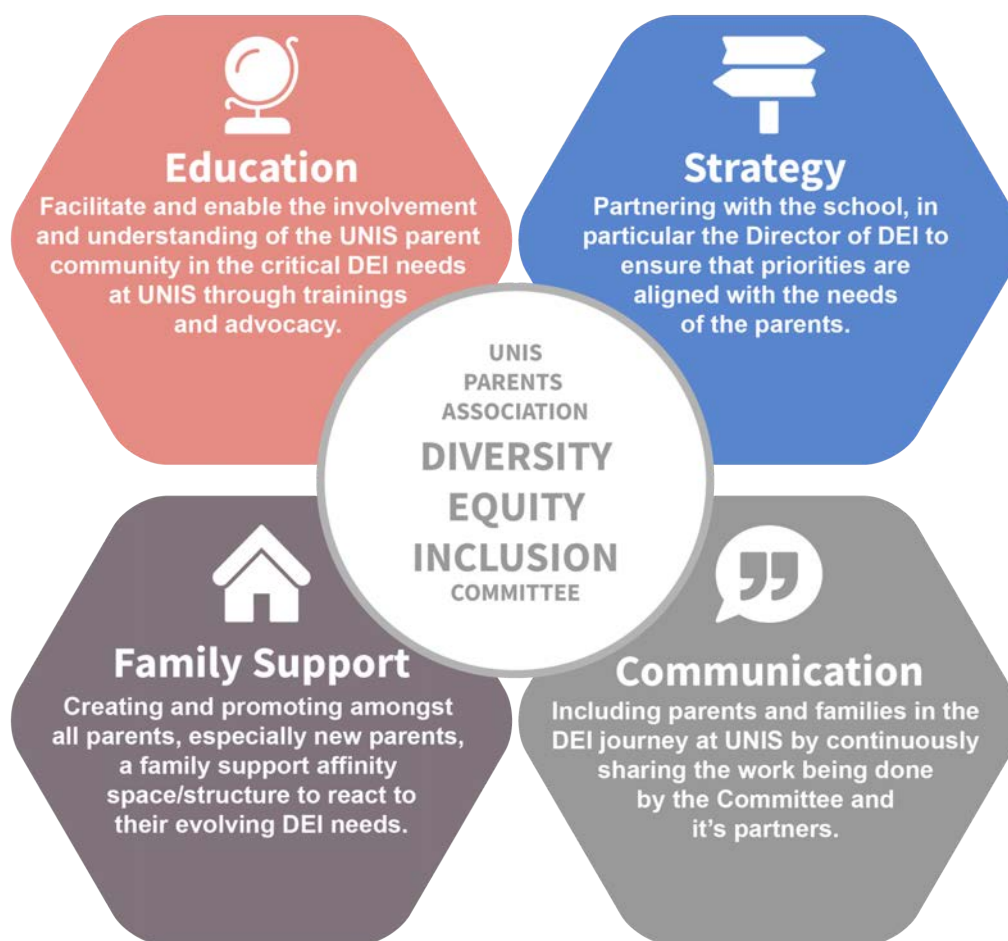 Education
Facilitate and enable the involvement
and understanding of the UNIS parent
community in the critical DEI needs
at UNIS through trainings
and advocacy.
Strategy
Partnering with the school, in
particular the Director of DEI to
ensure that priorities are
aligned with the needs
of the parents.
UNIS
PARENTS
ASSOCIATION
DIVERSITY
EQUITY
INCLUSION
COMMITTEE
Family Support
Creating and promoting amongst
all parents, especially new parents,
a family support affinity
space/structure to react to
their evolving DEI needs.
Communication
Including parents and families in the
DEI journey at UNIS by continuously
sharing the work being done
by the Committee and
it's partners.